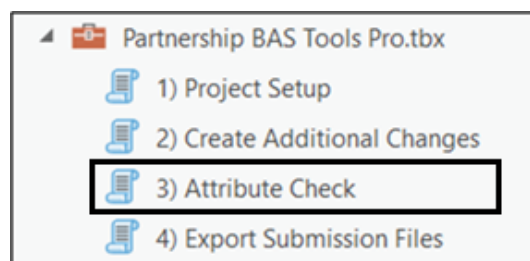 Partnership BAS Tools Pro.tbx
1) Project Setup
2) Create Additional Changes
3) Attribute Check
4) Export Submission Files